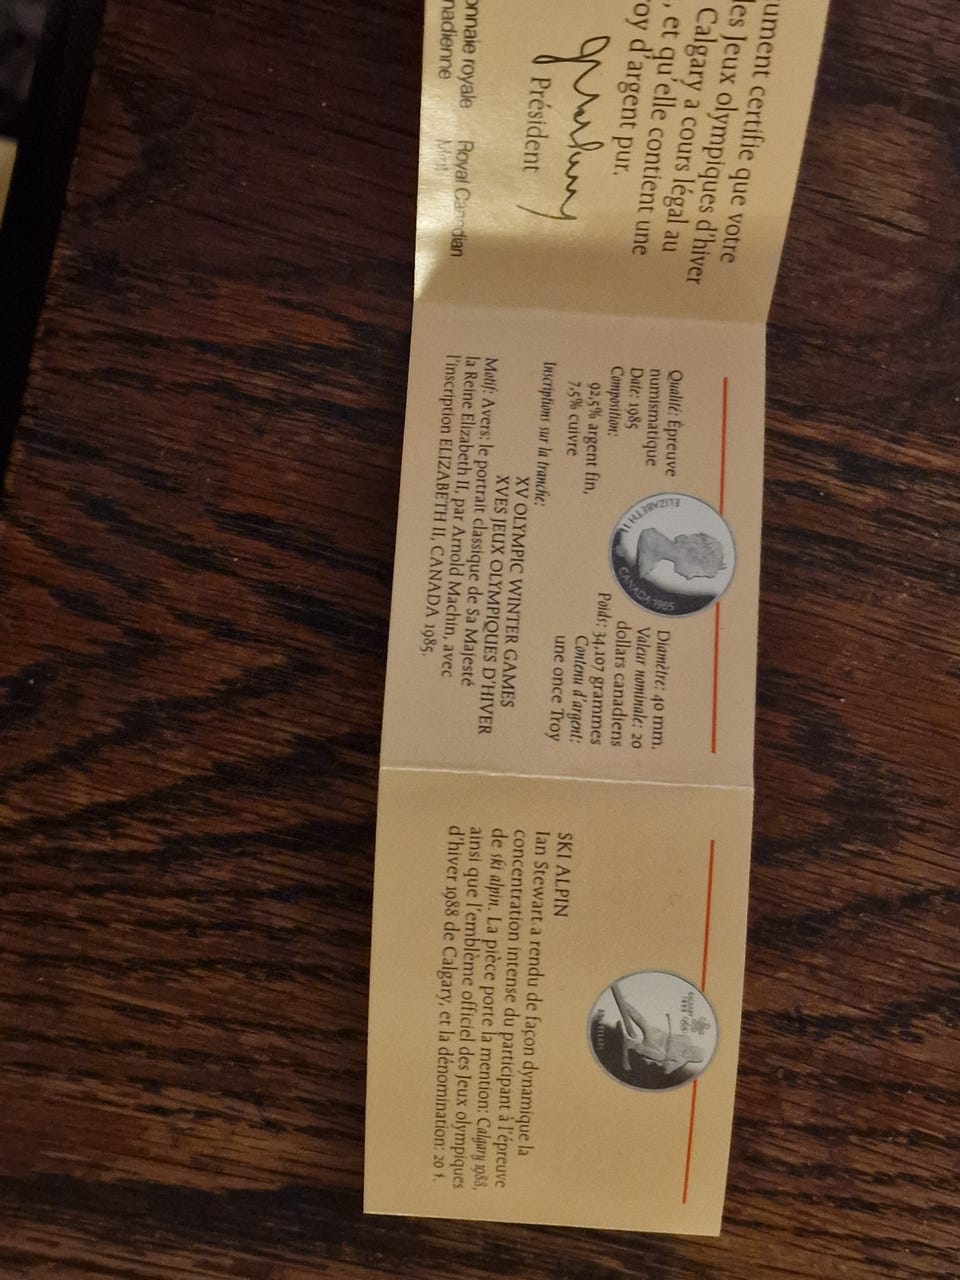 ument certifie que votre
les Jeux olympiques d'hiver
Calgary a cours légal au
, et qu'elle contient une
oy d'argent pur.
Président
onnaie royale Royal Canadian
nadienne Mint
Qualité: Épreuve
numismatique
Date: 1985
Composition:
92,5% argent fin,
7,5% cuivre
ELIZABETH II
CANADA 1985
Diamètre: 40 mm.
Valeur nominale: 20
dollars canadiens
Poids: 34,107 grammes
Contenu d'argent:
une once Troy
Inscriptions sur la tranche:
XV OLYMPIC WINTER GAMES
XVES JEUX OLYMPIQUES D'HIVER
Motif: Avers: le portrait classique de Sa Majesté
la Reine Elizabeth II, par Arnold Machin, avec
l'inscription ELIZABETH II, CANADA 1985.
CALGARY
1988
SKI ALPIN
Ian Stewart a rendu de façon dynamique la
concentration intense du participant à l'épreuve
de ski alpin. La pièce porte la mention: Calgary 1988,
ainsi que l'emblème officiel des Jeux olympiques
d'hiver 1988 de Calgary, et la dénomination: 20 $.